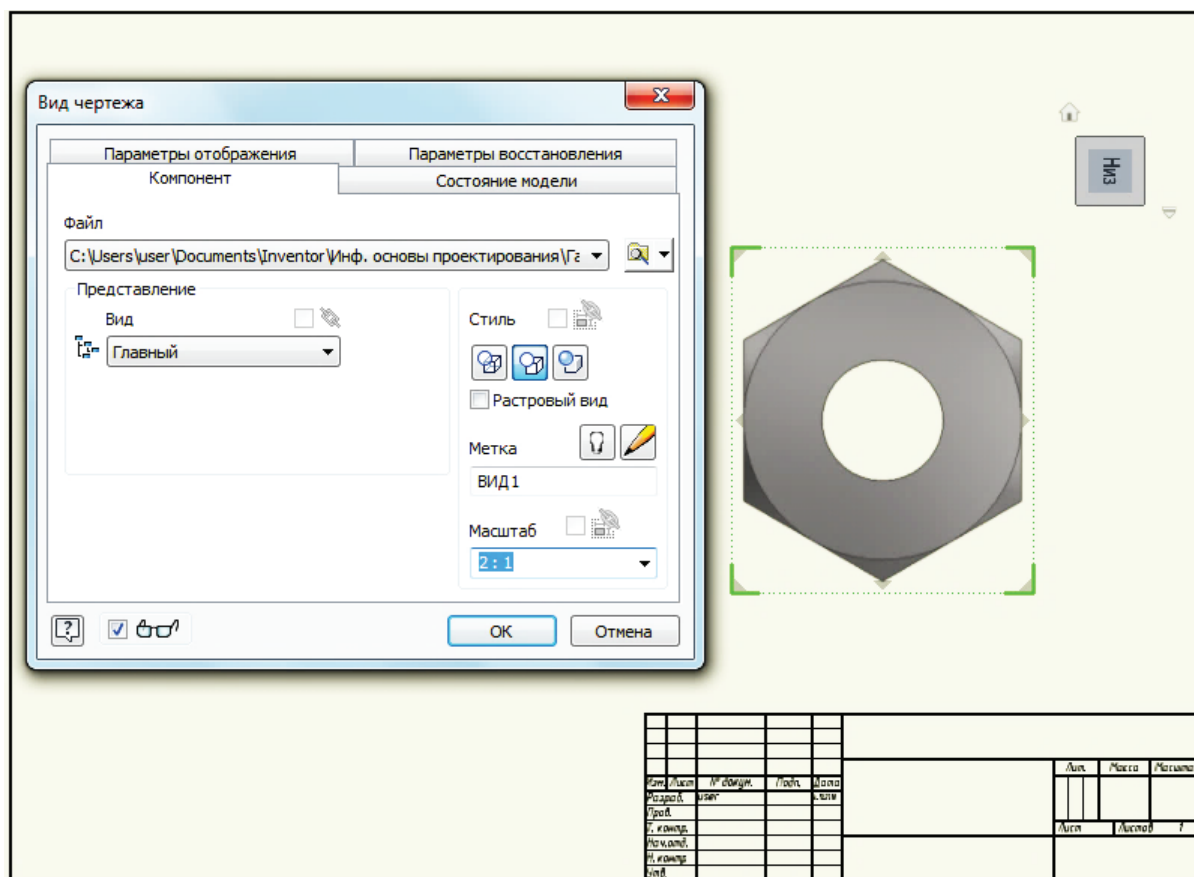 Вид чертежа
Параметры отображения
Параметры восстановления
Компонент
Состояние модели
Файл
C:\Users\user\Documents\Inventor\Инф. основы проектирования\Га
Представление
Вид
Главный
Стиль
Растровый вид
Метка
ВИД1
Масштаб
2 : 1
ОК
Отмена
Низ
Изм. Лист № докум. Подп. Дата
Разраб. user
Пров.
Т. контр.
Нач.отд.
Н. контр
Утв.
Лит. Масса Масшта
Лист Листов 1